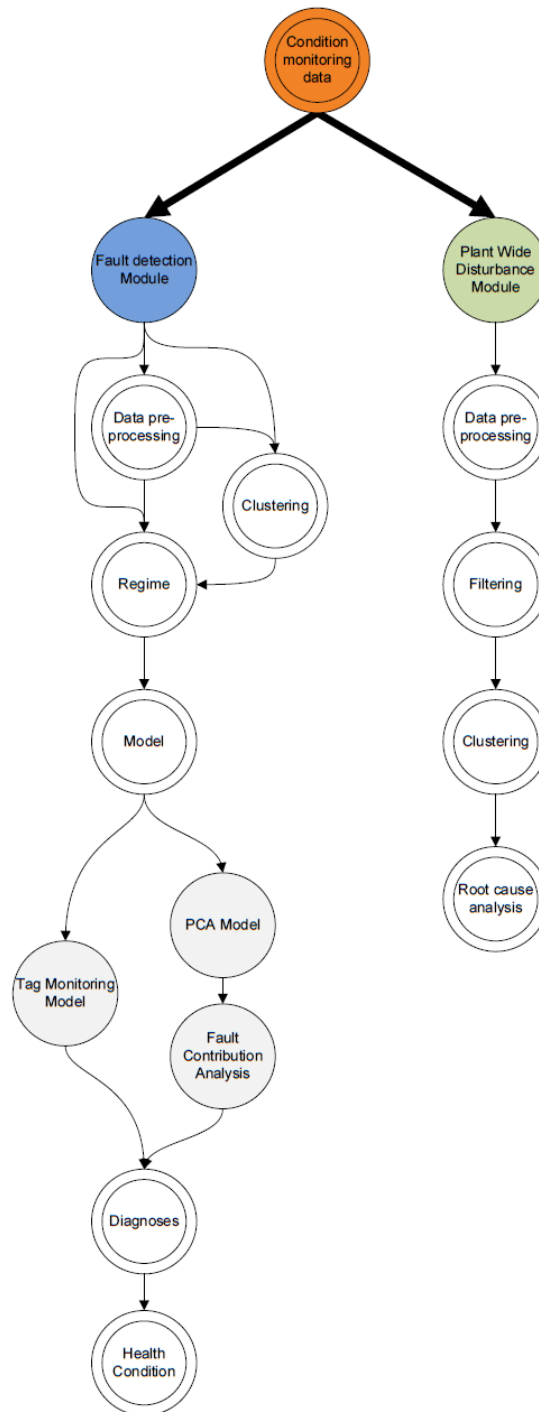 Condition
monitoring
data
Fault detection
Module
Plant Wide
Disturbance
Module
Data pre-
processing
Data pre-
processing
Clustering
Regime
Filtering
Model
Clustering
PCA Model
Root cause
analysis
Tag Monitoring
Model
Fault
Contribution
Analysis
Diagnoses
Health
Condition